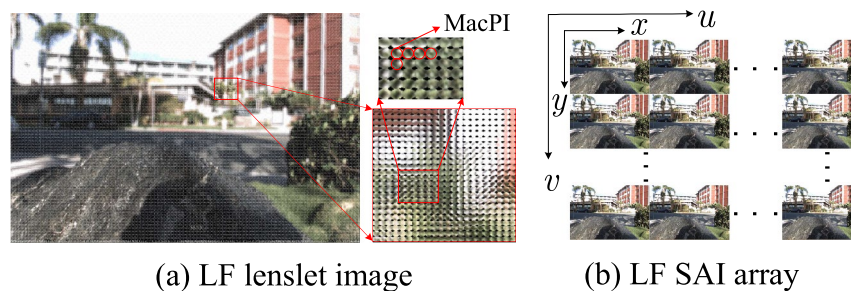 MacPI
x
u
y
v
(a) LF lenslet image
(b) LF SAI array